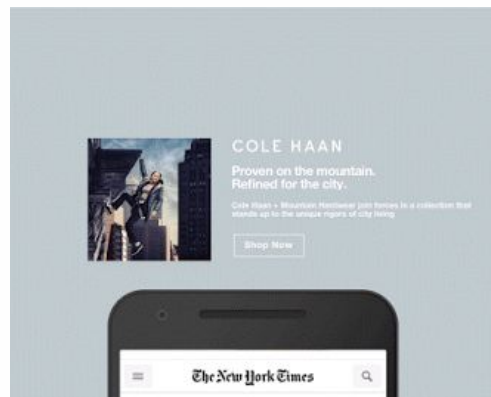 COLE HAAN
Proven on the mountain.
Refined for the city.
Cole Haan + Mountain Hardwear join forces in a collection that
stands up to the unique rigors of city living
Shop Now
The New York Times